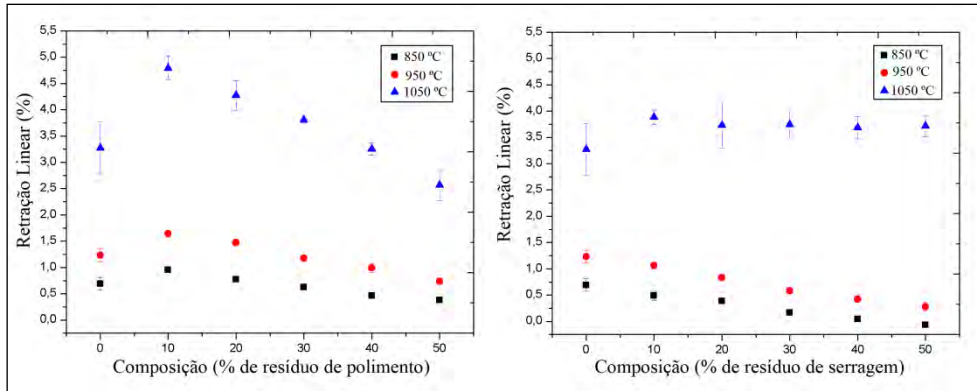 5,5
5,0
4,5
4,0
3,5
3,0
2,5
2,0
1,5
1,0
0,5
0,0
Retração Linear (%)
850 ºC
950 ºC
1050 ºC
0 10 20 30 40 50
Composição (% de resíduo de polimento)
5,5
5,0
4,5
4,0
3,5
3,0
2,5
2,0
1,5
1,0
0,5
0,0
Retração Linear (%)
850 ºC
950 ºC
1050 ºC
0 10 20 30 40 50
Composição (% de resíduo de serragem)